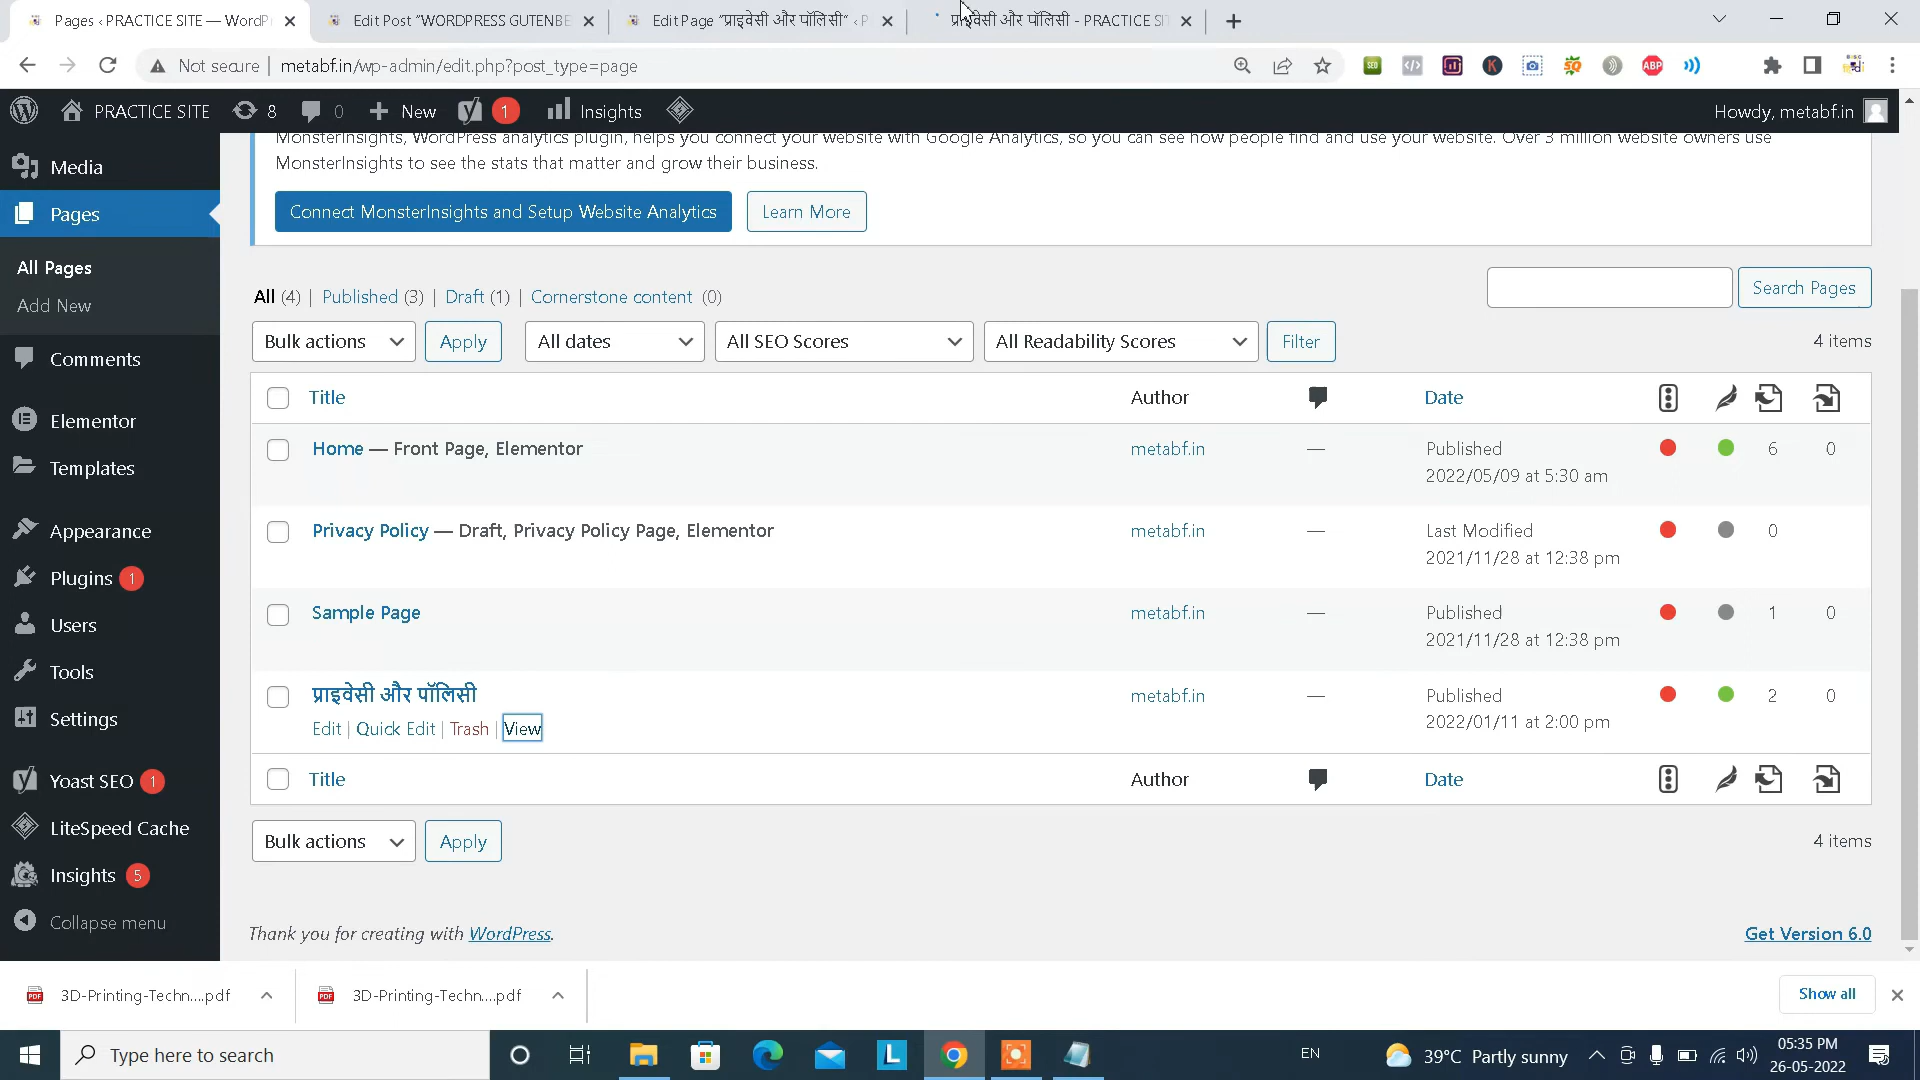 Pages ‹ PRACTICE SITE — WordP
Edit Post "WORDPRESS GUTENBE
Edit Page "प्राइवेसी और पॉलिसी" ‹ P
प्राइवेसी और पॉलिसी - PRACTICE SIT
Not secure | metabf.in/wp-admin/edit.php?post_type=page
PRACTICE SITE 8 0 New 1 Insights Howdy, metabf.in
MonsterInsights, WordPress analytics plugin, helps you connect your website with Google Analytics, so you can see how people find and use your website. Over 3 million website owners use
MonsterInsights to see the stats that matter and grow their business.
Connect MonsterInsights and Setup Website Analytics Learn More
Media
Pages
All Pages
Add New
Comments
Elementor
Templates
Appearance
Plugins 1
Users
Tools
Settings
Yoast SEO 1
LiteSpeed Cache
Insights 5
Collapse menu
All (4) | Published (3) | Draft (1) | Cornerstone content (0)
Search Pages
Bulk actions Apply All dates All SEO Scores All Readability Scores Filter 4 items
Title Author Date
Home — Front Page, Elementor metabf.in — Published 6 0
2022/05/09 at 5:30 am
Privacy Policy — Draft, Privacy Policy Page, Elementor metabf.in — Last Modified 0
2021/11/28 at 12:38 pm
Sample Page metabf.in — Published 1 0
2021/11/28 at 12:38 pm
प्राइवेसी और पॉलिसी metabf.in — Published 2 0
2022/01/11 at 2:00 pm
Edit | Quick Edit | Trash | View
Title Author Date
Bulk actions Apply 4 items
Thank you for creating with WordPress. Get Version 6.0
3D-Printing-Techn....pdf 3D-Printing-Techn....pdf Show all
Type here to search EN 39°C Partly sunny 05:35 PM
26-05-2022